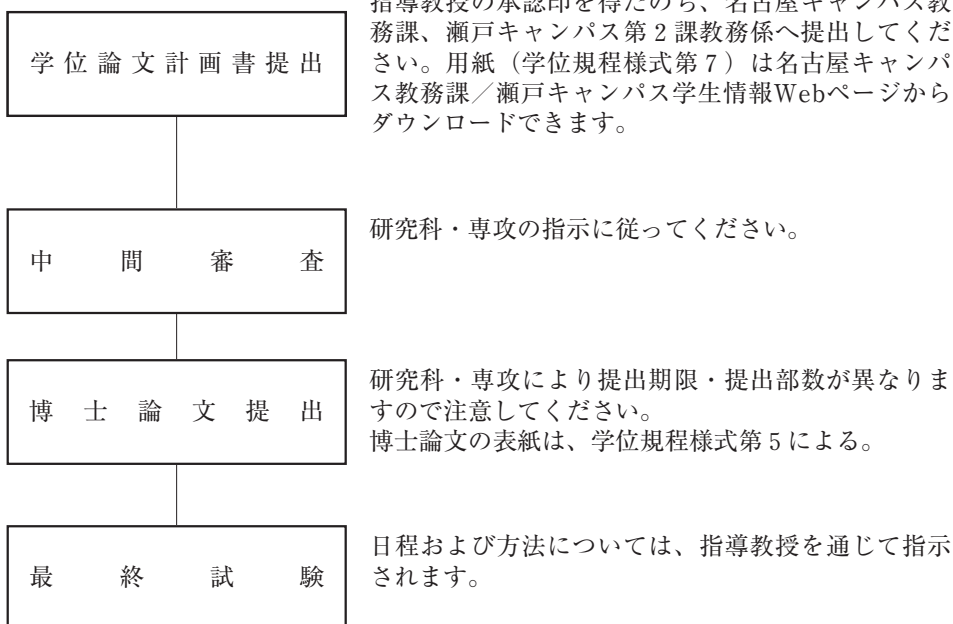 指導教授の承認印を得たのち、名古屋キャンパス教
学位論文計画書提出
務課、瀬戸キャンパス第2課教務係へ提出してくだ
さい。用紙（学位規程様式第7）は名古屋キャンパ
ス教務課／瀬戸キャンパス学生情報Webページから
ダウンロードできます。
中間審査
研究科・専攻の指示に従ってください。
博士論文提出
研究科・専攻により提出期限・提出部数が異なりま
すので注意してください。
博士論文の表紙は、学位規程様式第5による。
最終試験
日程および方法については、指導教授を通じて指示
されます。